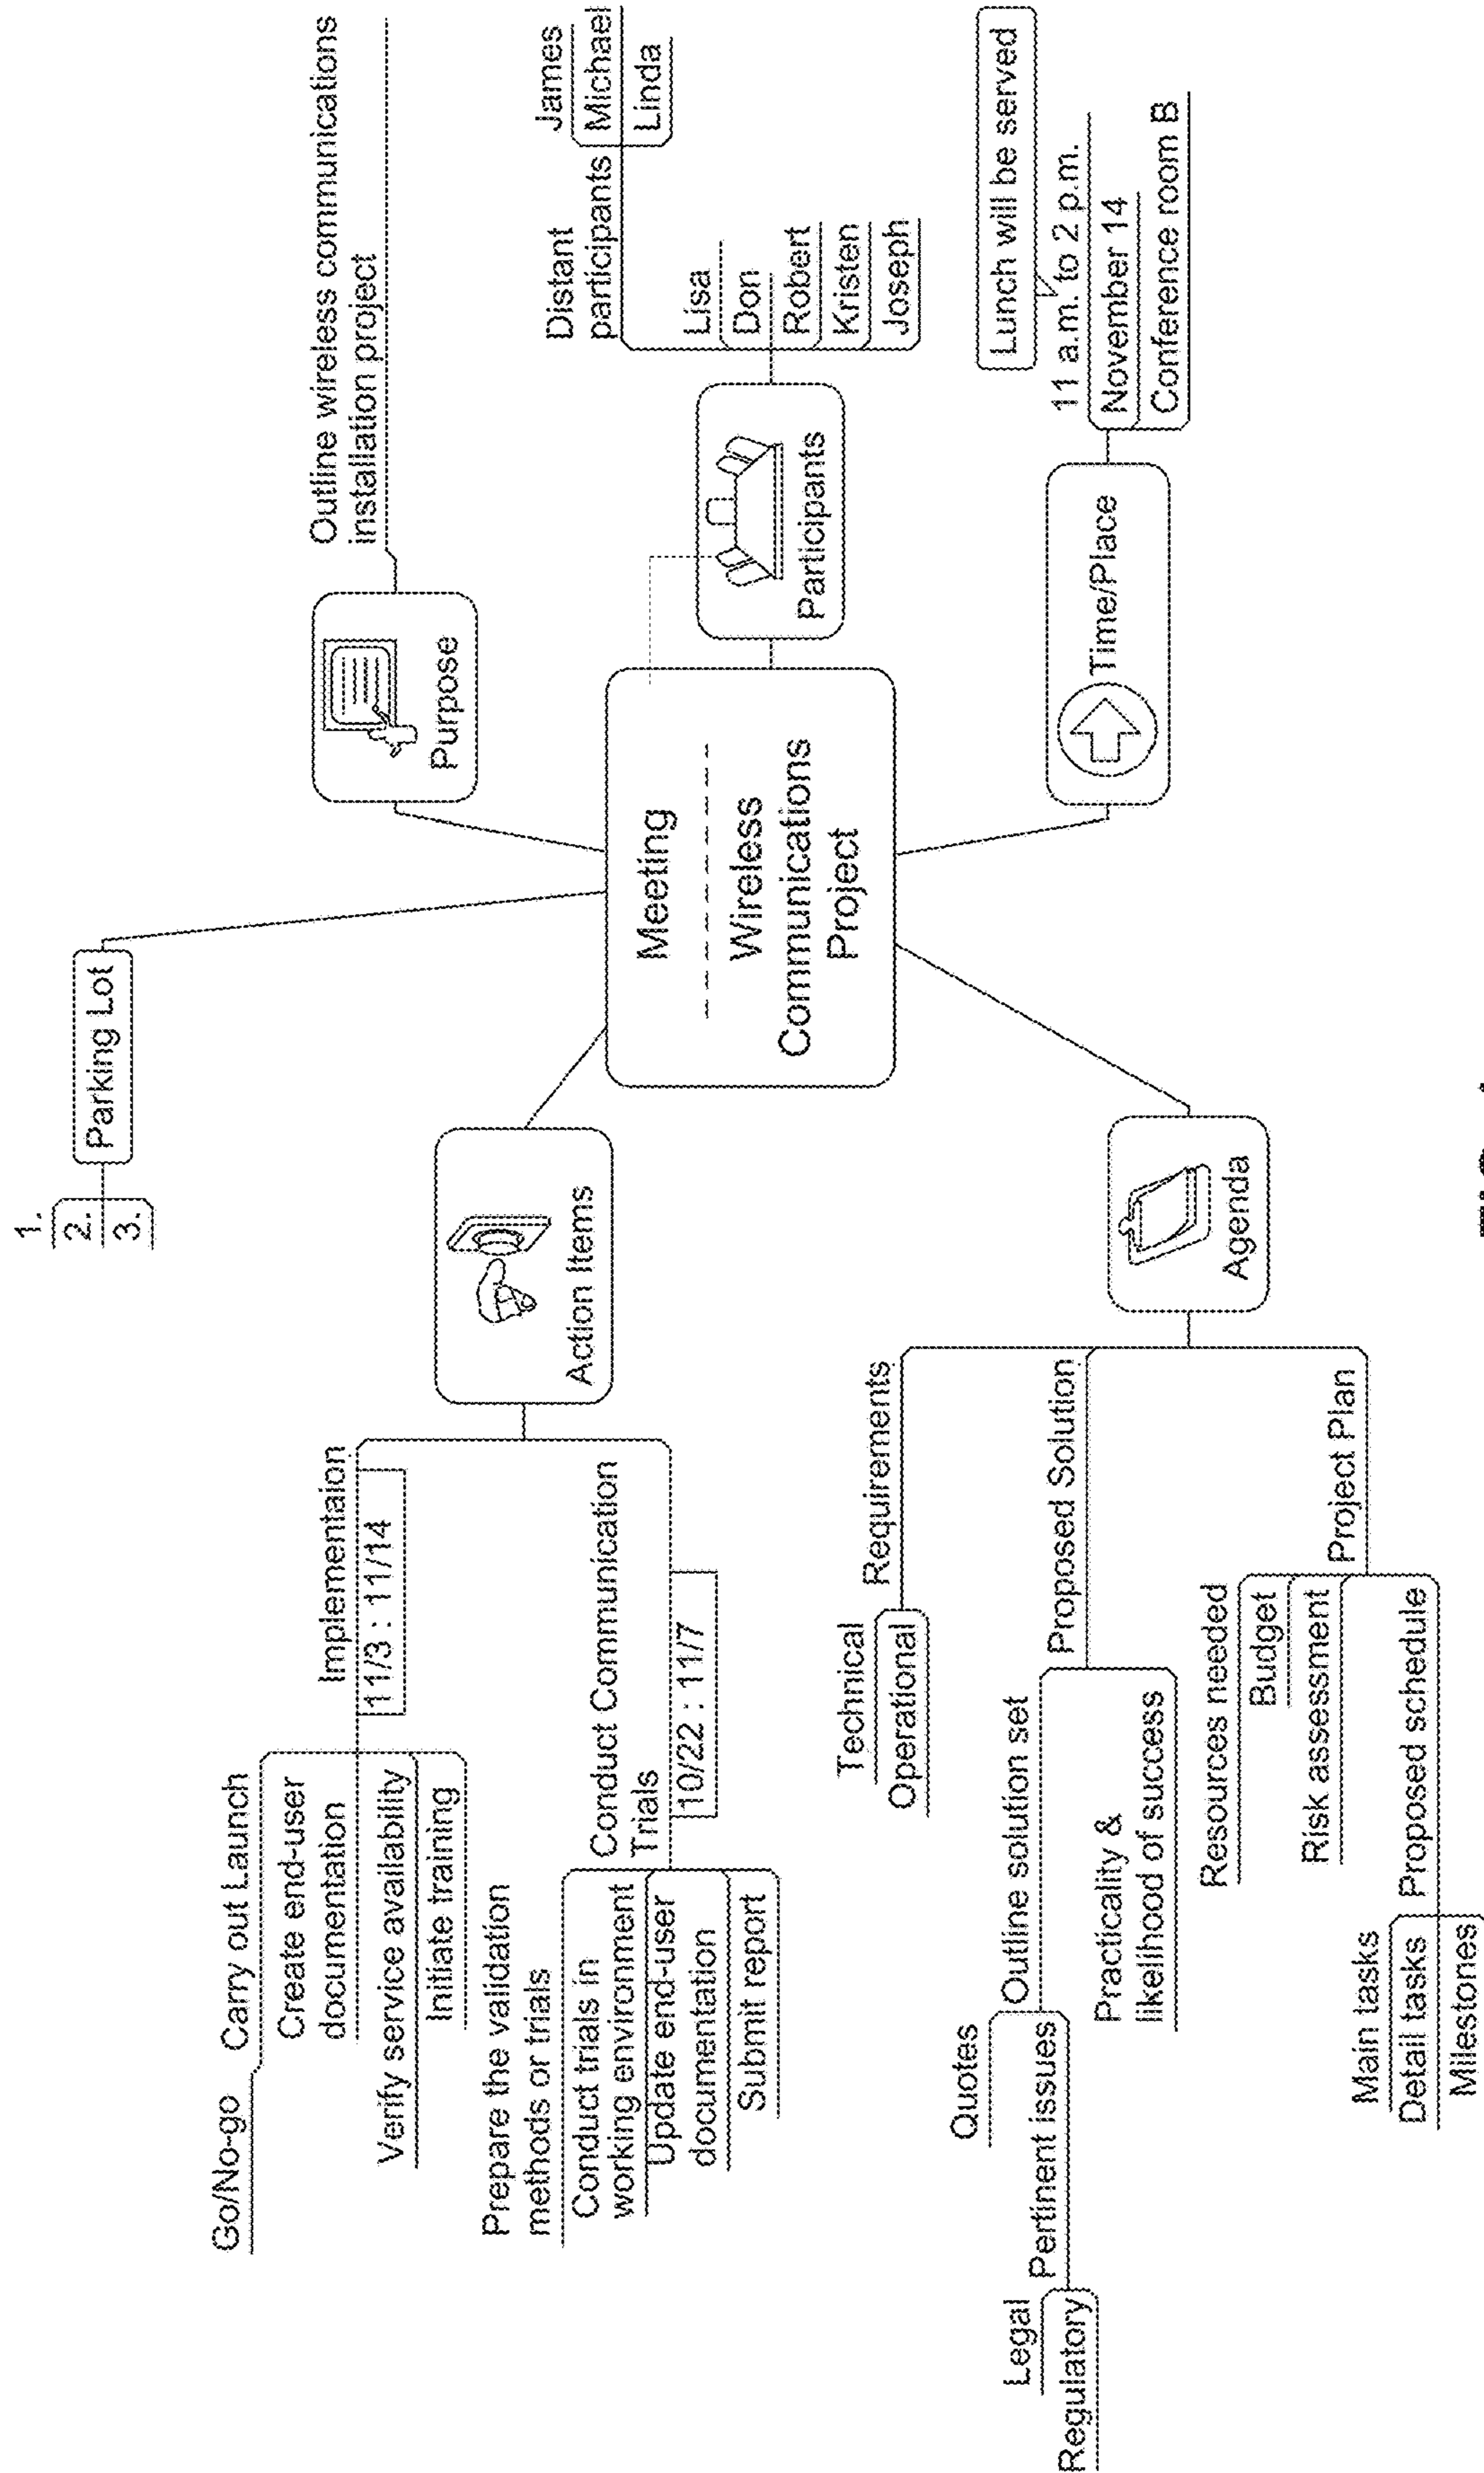 1.
2.
3.
Parking Lot
Outline wireless communications
installation project
Purpose
Go/No-go
Carry out Launch
Create end-user
documentation
Verify service availability
Initiate training
Implementaion
11/3 : 11/14
Action Items
Prepare the validation
methods or trials
Conduct trials in
working environment
Update end-user
documentation
Submit report
Conduct Communication
Trials
10/22 : 11/7
Meeting
Wireless
Communications
Project
Participants
Distant
participants
James
Michael
Linda
Lisa
Don
Robert
Kristen
Joseph
Technical
Operational
Requirements
Quotes
Legal
Regulatory
Pertinent issues
Outline solution set
Practicality &
likelihood of success
Proposed Solution
Agenda
Resources needed
Budget
Risk assessment
Main tasks
Detail tasks
Milestones
Proposed schedule
Project Plan
Time/Place
Lunch will be served
11 a.m. to 2 p.m.
November 14
Conference room B